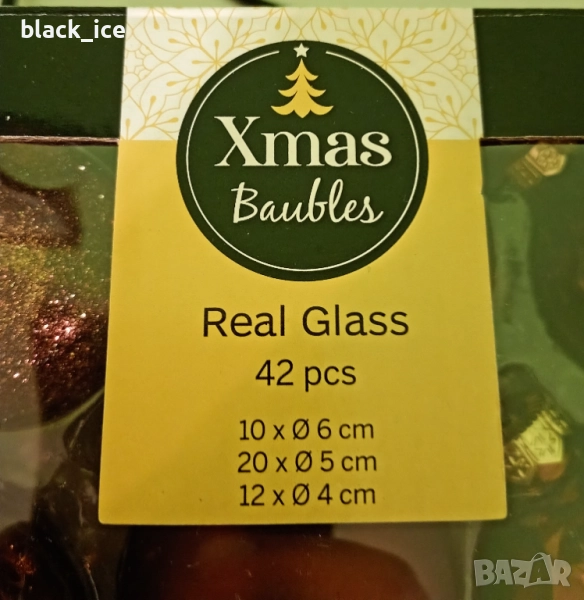 black_ice
Xmas
Baubles
Real Glass
42 pcs
10 x Ø 6 cm
20 x Ø 5 cm
12 x Ø 4 cm
BAZAR